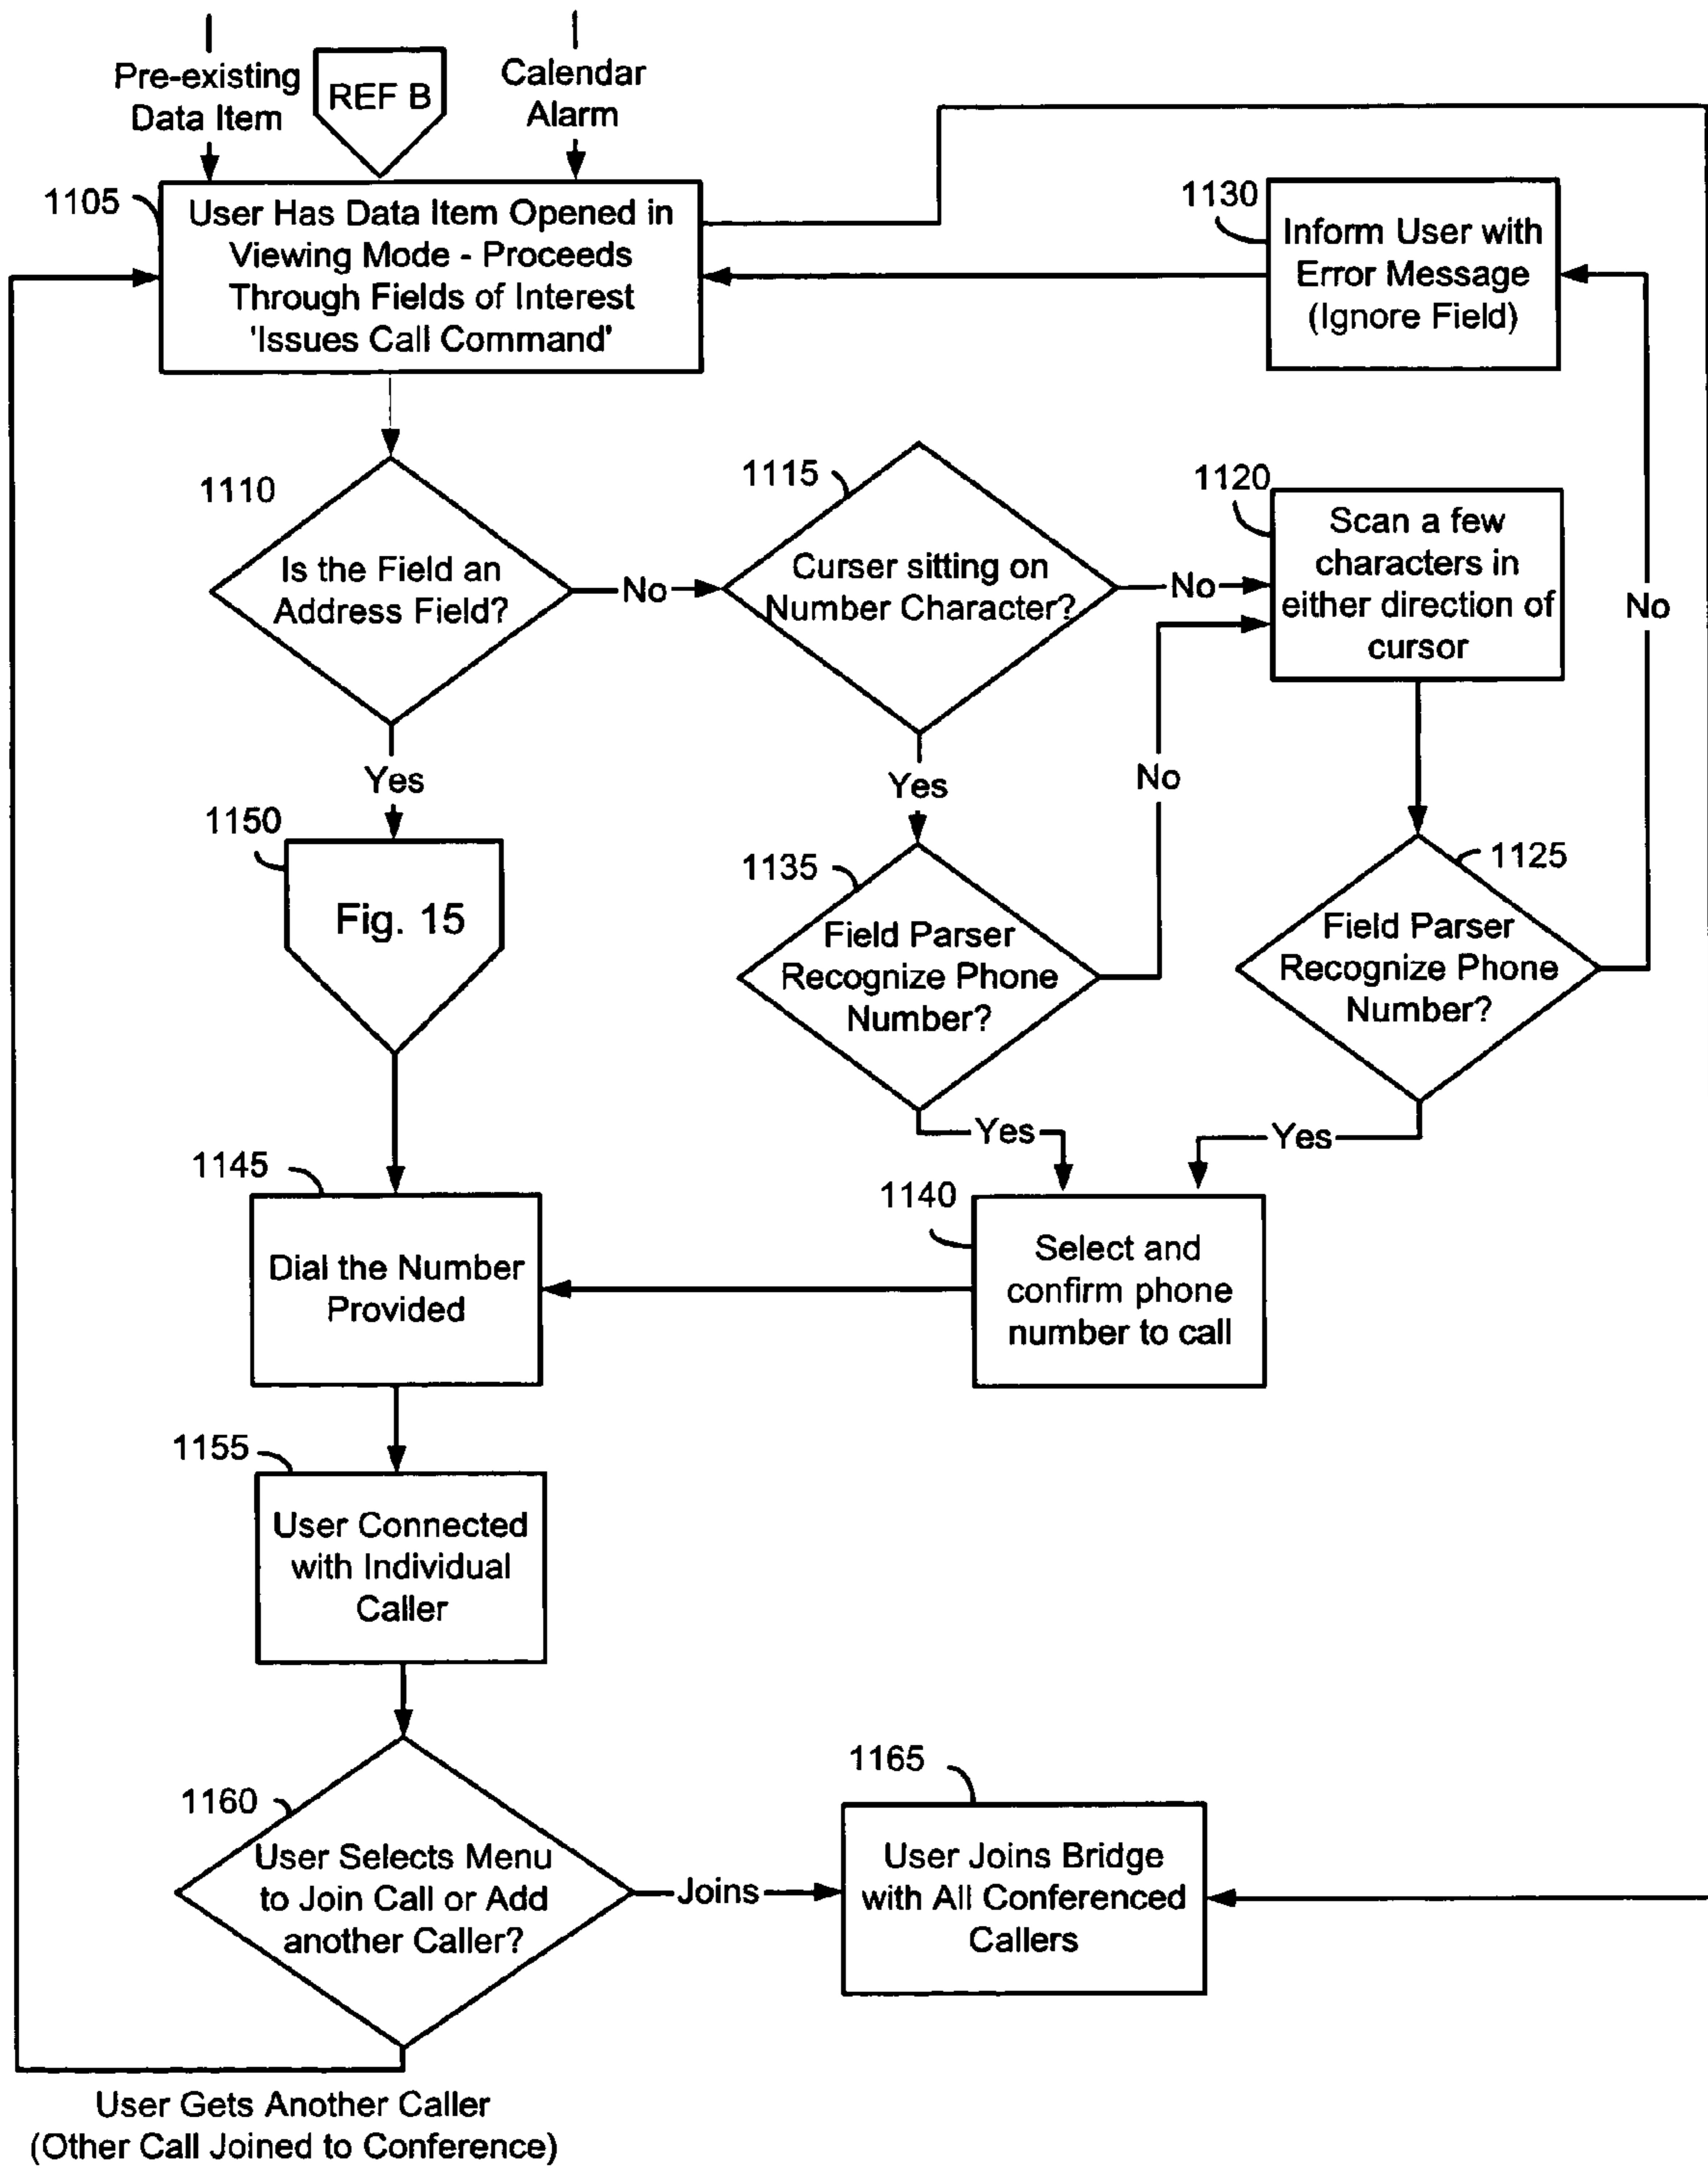 Pre-existing
Data Item
REF B
Calendar
Alarm
1105
User Has Data Item Opened in
Viewing Mode - Proceeds
Through Fields of Interest
'Issues Call Command'
1130
Inform User with
Error Message
(Ignore Field)
1110
Is the Field an
Address Field?
No
1115
Curser sitting on
Number Character?
No
1120
Scan a few
characters in
either direction of
cursor
No
Yes
Yes
No
1150
Fig. 15
1135
Field Parser
Recognize Phone
Number?
1125
Field Parser
Recognize Phone
Number?
Yes
Yes
1145
Dial the Number
Provided
1140
Select and
confirm phone
number to call
1155
User Connected
with Individual
Caller
1160
User Selects Menu
to Join Call or Add
another Caller?
Joins
1165
User Joins Bridge
with All Conferenced
Callers
User Gets Another Caller
(Other Call Joined to Conference)